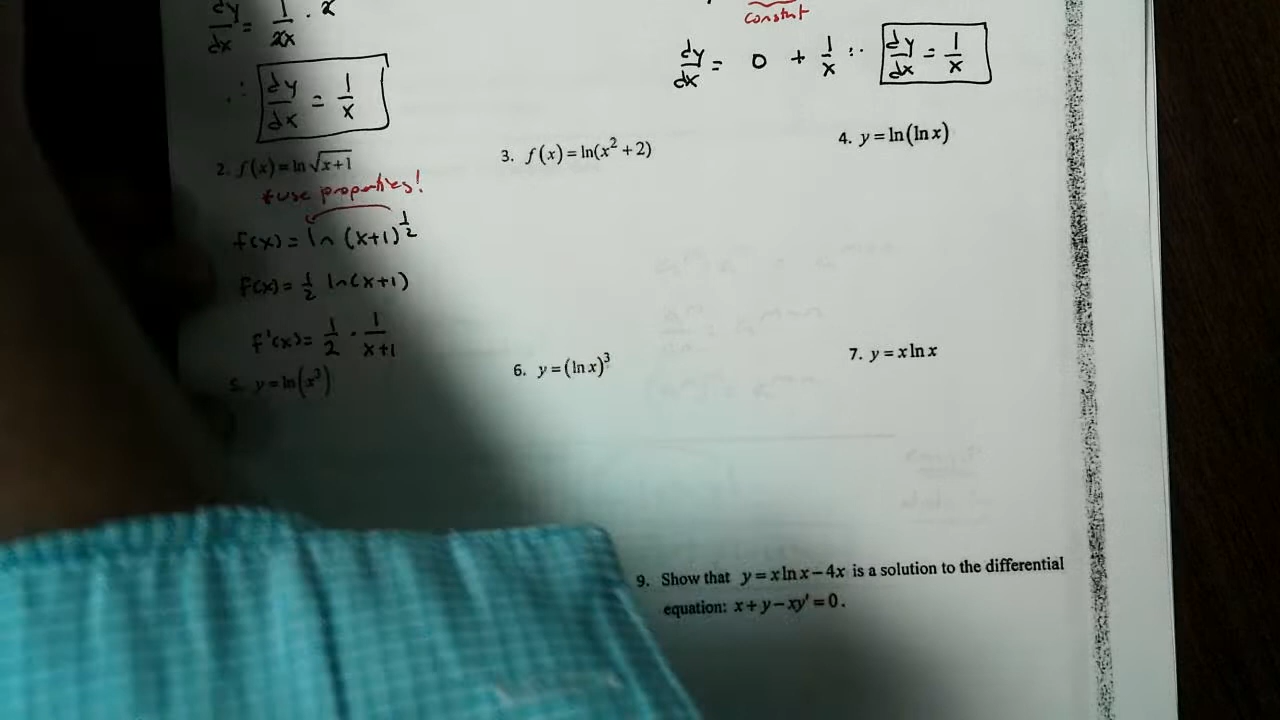 dy/dx = 1/2x · 2
∴ dy/dx = 1/x
constant
dy/dx = 0 + 1/x ∴ dy/dx = 1/x
2. f(x) = ln √(x+1)
*use properties!
f(x) = ln (x+1)^(1/2)
f(x) = 1/2 ln(x+1)
f'(x) = 1/2 · 1/(x+1)
3. f(x) = ln(x² + 2)
4. y = ln(ln x)
5. y = ln(x³)
6. y = (ln x)³
7. y = x ln x
9. Show that y = x ln x − 4x is a solution to the differential
equation: x + y − xy' = 0.